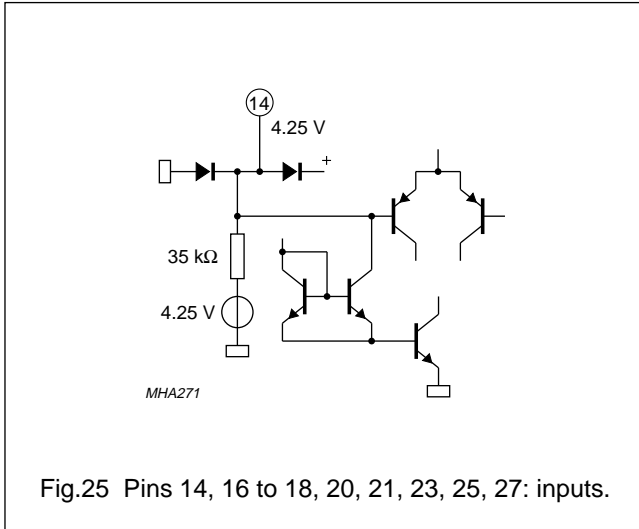 14
4.25 V
+
35 kΩ
4.25 V
MHA271
Fig.25 Pins 14, 16 to 18, 20, 21, 23, 25, 27: inputs.